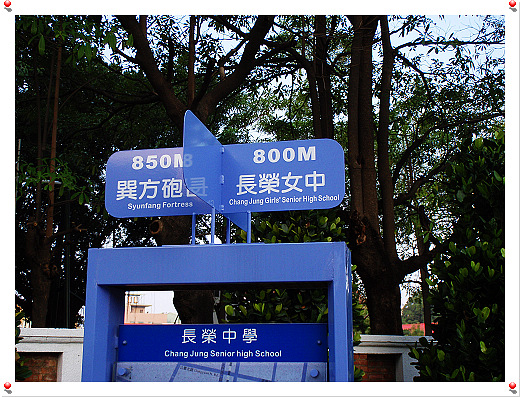 850M
巽方砲
Syunfang Fortress
800M
長榮女中
Chang Jung Girls' Senior High School
長榮中學
Chang Jung Senior high School